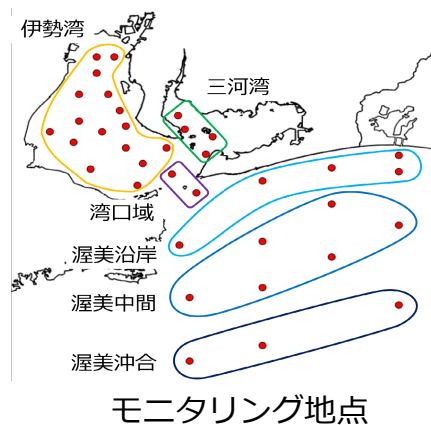 伊勢湾
三河湾
湾口域
渥美沿岸
渥美中間
渥美沖合
モニタリング地点